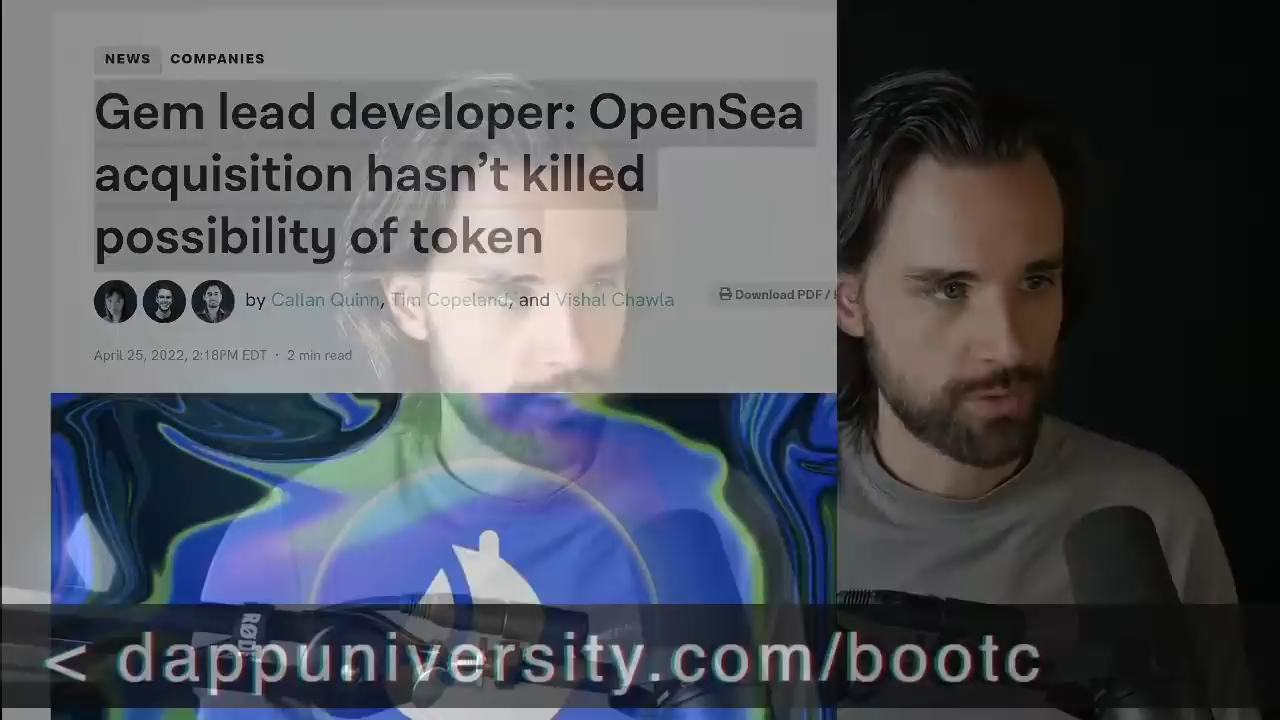 NEWS COMPANIES
Gem lead developer: OpenSea
acquisition hasn't killed
possibility of token
by Callan Quinn, Tim Copeland, and Vishal Chawla
Download PDF /
April 25, 2022, 2:18PM EDT · 2 min read
RØDE
< dappuniversity.com/bootc